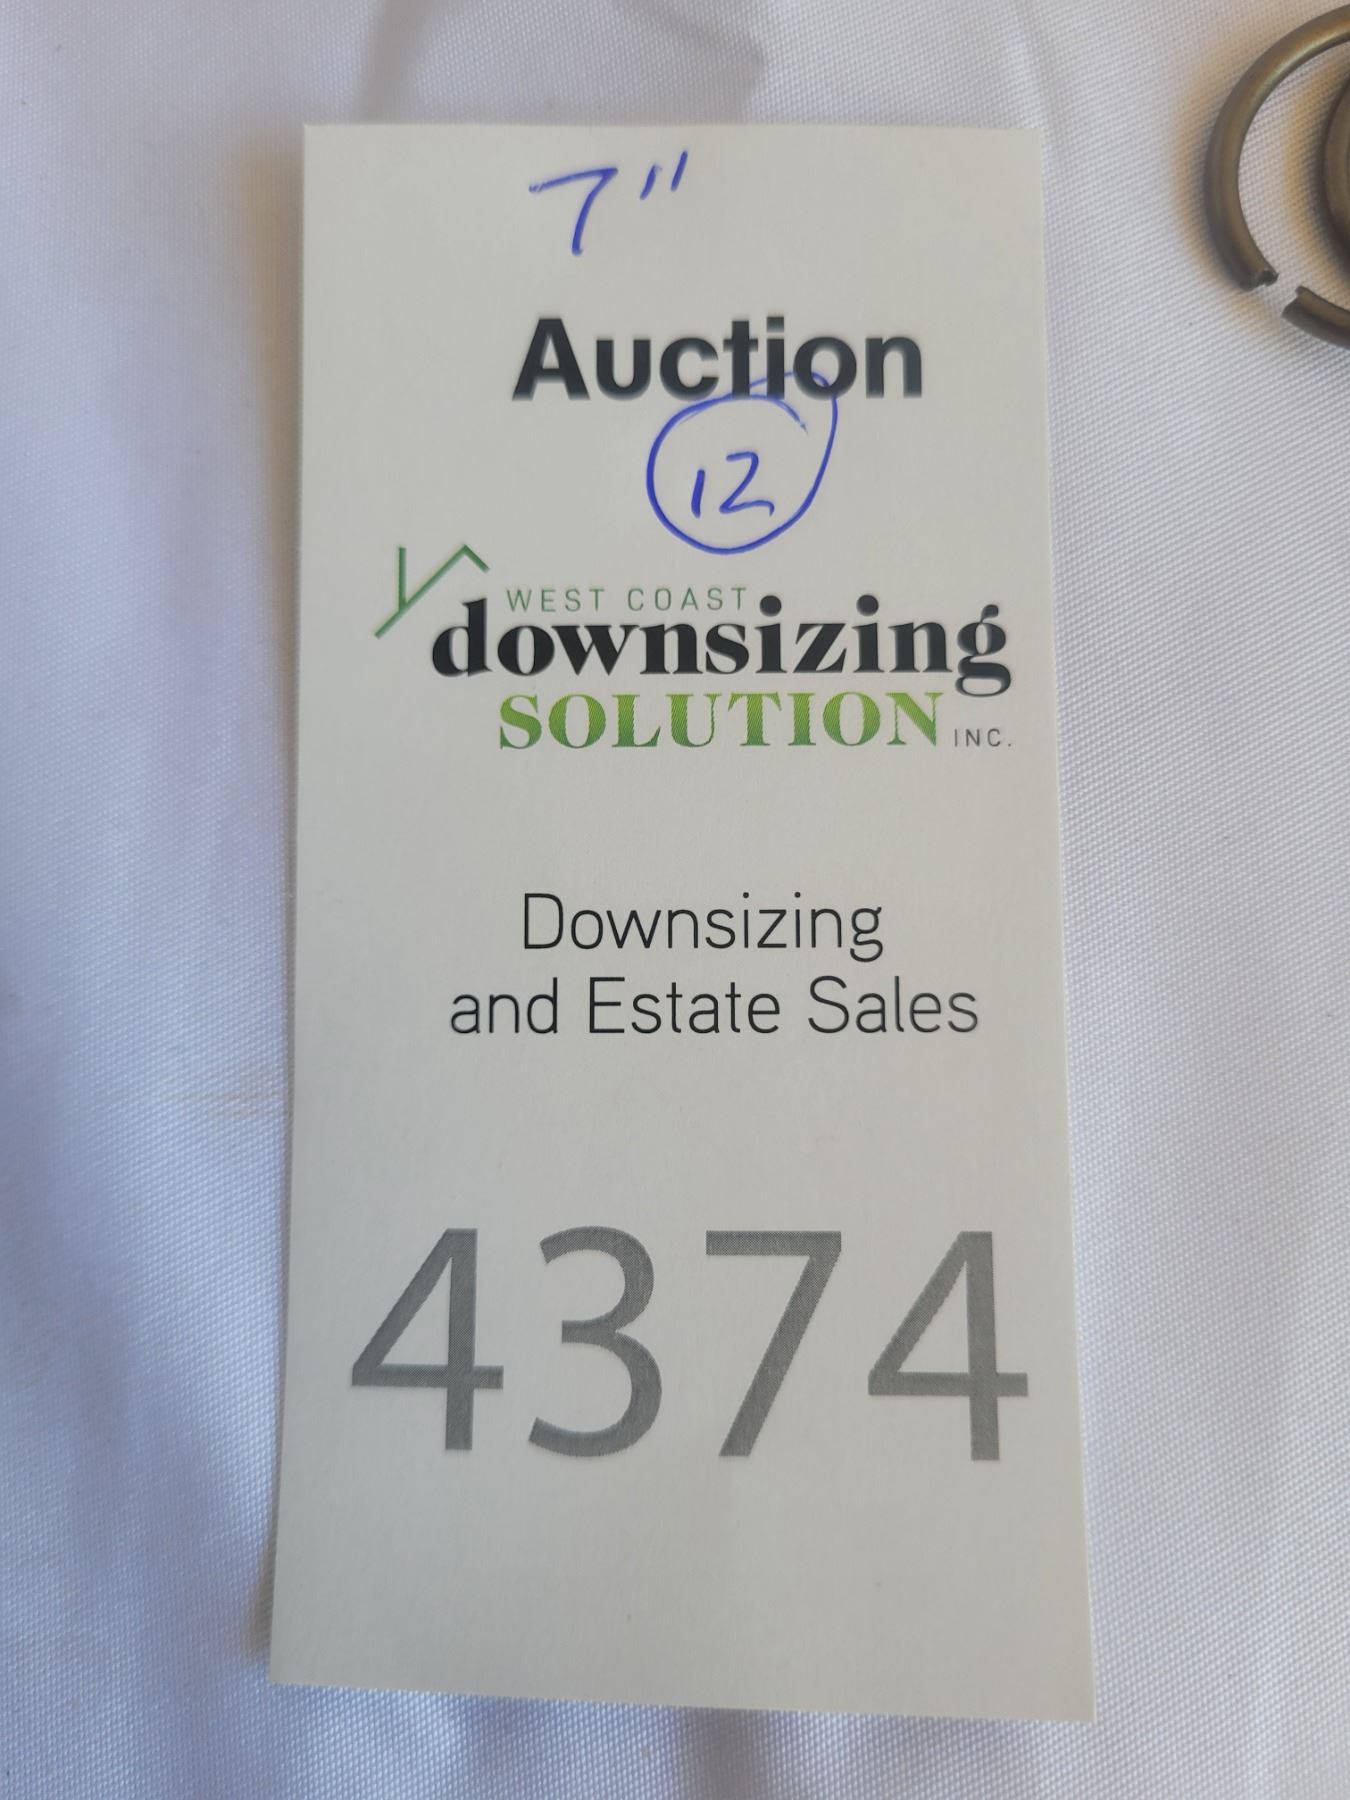 7"
Auction
12
WEST COAST
downsizing
SOLUTION INC.
Downsizing
and Estate Sales
4374